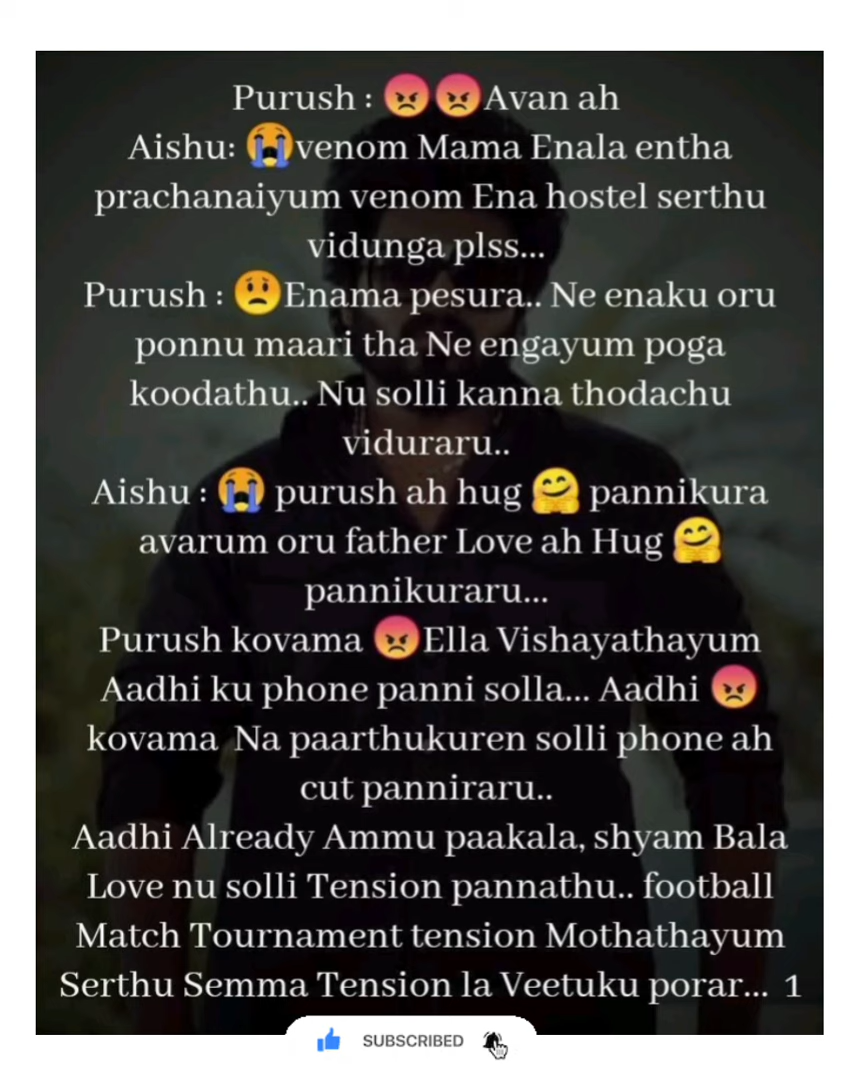 Purush : 😡😡Avan ah
Aishu: 😭venom Mama Enala entha
prachanaiyum venom Ena hostel serthu
vidunga plss...
Purush : 😟Enama pesura.. Ne enaku oru
ponnu maari tha Ne engayum poga
koodathu.. Nu solli kanna thodachu
viduraru..
Aishu : 😭 purush ah hug 🤗 pannikura
avarum oru father Love ah Hug 🤗
pannikuraru...
Purush kovama 😡Ella Vishayathayum
Aadhi ku phone panni solla... Aadhi 😡
kovama Na paarthukuren solli phone ah
cut panniraru..
Aadhi Already Ammu paakala, shyam Bala
Love nu solli Tension pannathu.. football
Match Tournament tension Mothathayum
Serthu Semma Tension la Veetuku porar... 1
SUBSCRIBED